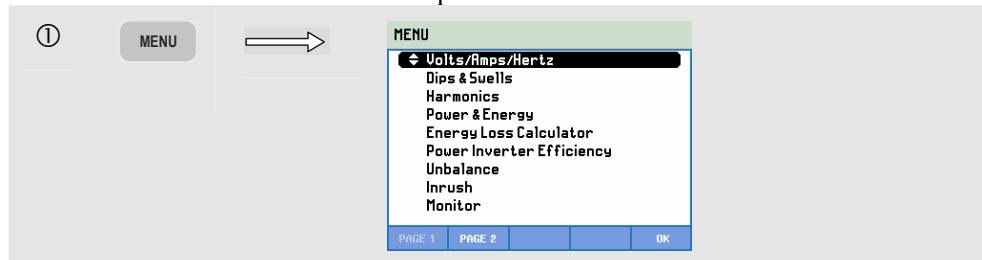 ①
MENU
MENU
Volts/Amps/Hertz
Dips & Swells
Harmonics
Power & Energy
Energy Loss Calculator
Power Inverter Efficiency
Unbalance
Inrush
Monitor
PAGE 1 PAGE 2 OK